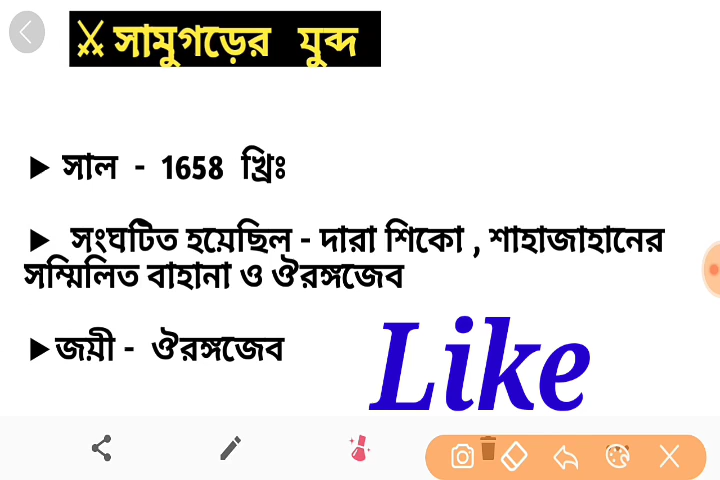 ⚔ সামুগড়ের যুব্দ
▶ সাল - 1658 খ্রিঃ
▶ সংঘটিত হয়েছিল - দারা শিকো , শাহাজাহানের
সম্মিলিত বাহানা ও ঔরঙ্গজেব
▶জয়ী - ঔরঙ্গজেব
Like